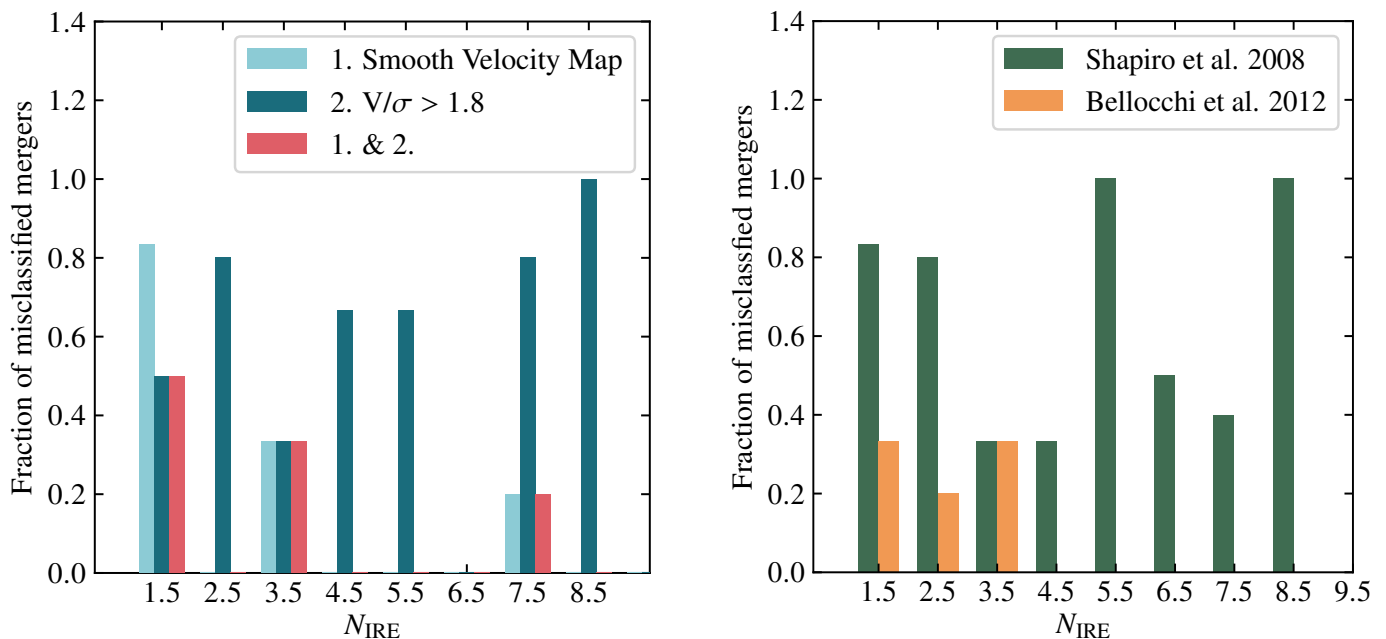 Fraction of misclassified mergers
1.4
1.2
1.0
0.8
0.6
0.4
0.2
0.0
1. Smooth Velocity Map
2. V/σ > 1.8
1. & 2.
1.5 2.5 3.5 4.5 5.5 6.5 7.5 8.5
N_IRE
Fraction of misclassified mergers
1.4
1.2
1.0
0.8
0.6
0.4
0.2
0.0
Shapiro et al. 2008
Bellocchi et al. 2012
1.5 2.5 3.5 4.5 5.5 6.5 7.5 8.5 9.5
N_IRE